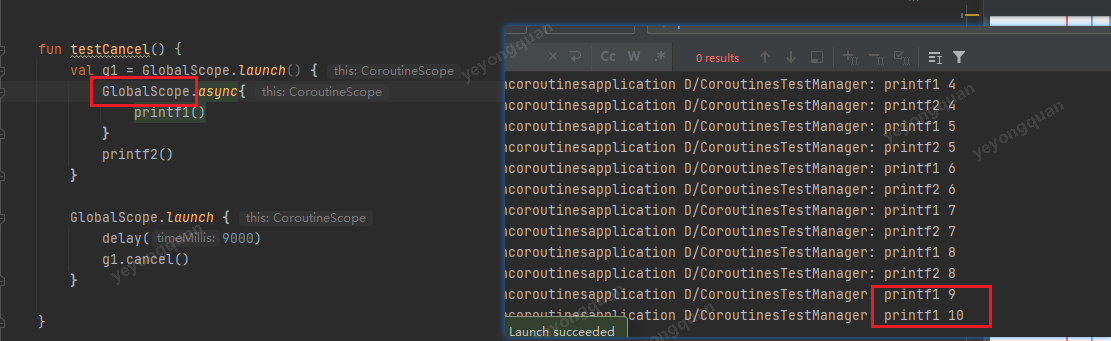 fun testCancel() {
val g1 = GlobalScope.launch() { this: CoroutineScope
GlobalScope.async{ this: CoroutineScope
printf1()
}
printf2()
}
GlobalScope.launch { this: CoroutineScope
delay( timeMillis: 9000)
g1.cancel()
}
}
Cc W .* 0 results
ncoroutinesapplication D/CoroutinesTestManager: printf1 4
ncoroutinesapplication D/CoroutinesTestManager: printf2 4
ncoroutinesapplication D/CoroutinesTestManager: printf1 5
ncoroutinesapplication D/CoroutinesTestManager: printf2 5
ncoroutinesapplication D/CoroutinesTestManager: printf1 6
ncoroutinesapplication D/CoroutinesTestManager: printf2 6
ncoroutinesapplication D/CoroutinesTestManager: printf1 7
ncoroutinesapplication D/CoroutinesTestManager: printf2 7
ncoroutinesapplication D/CoroutinesTestManager: printf1 8
ncoroutinesapplication D/CoroutinesTestManager: printf2 8
ncoroutinesapplication D/CoroutinesTestManager: printf1 9
ncoroutinesapplication D/CoroutinesTestManager: printf1 10
Launch succeeded
yeyongquan
yeyongquan
yeyongquan
yeyongquan
yeyongquan